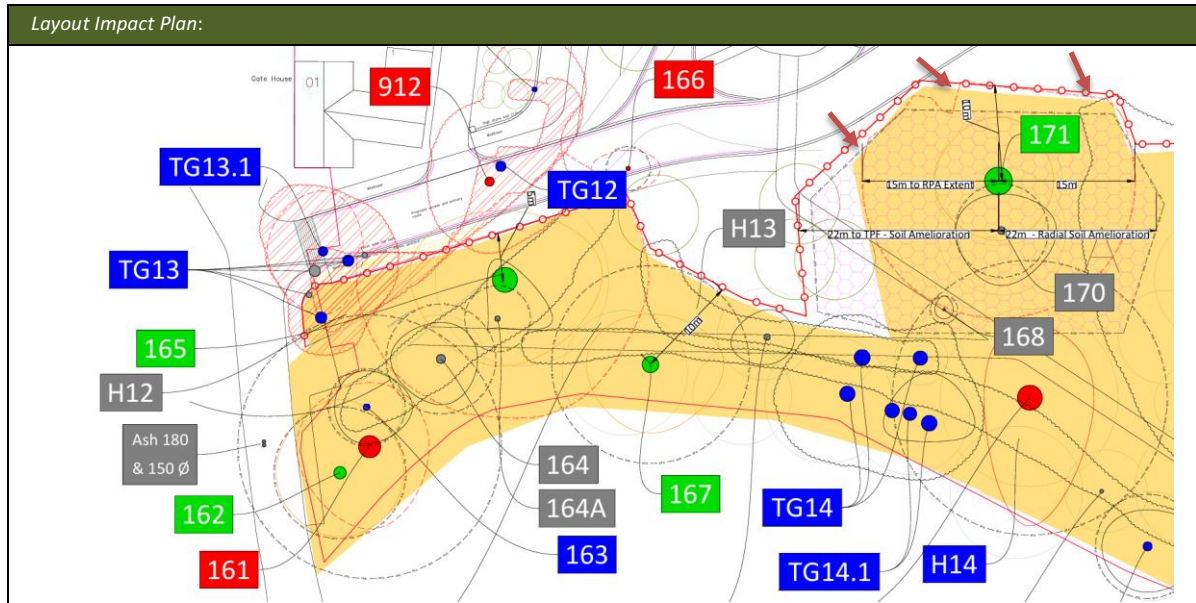 Layout Impact Plan:
Gate House
01
912
166
171
TG13.1
TG12
10m
5m
15m to RPA Extent
15m
H13
TG13
22m to TPF - Soil Amelioration
22m - Radial Soil Amelioration
170
165
168
10m
H12
Ash 180
& 150 Ø
164
164A
162
167
TG14
161
163
TG14.1
H14